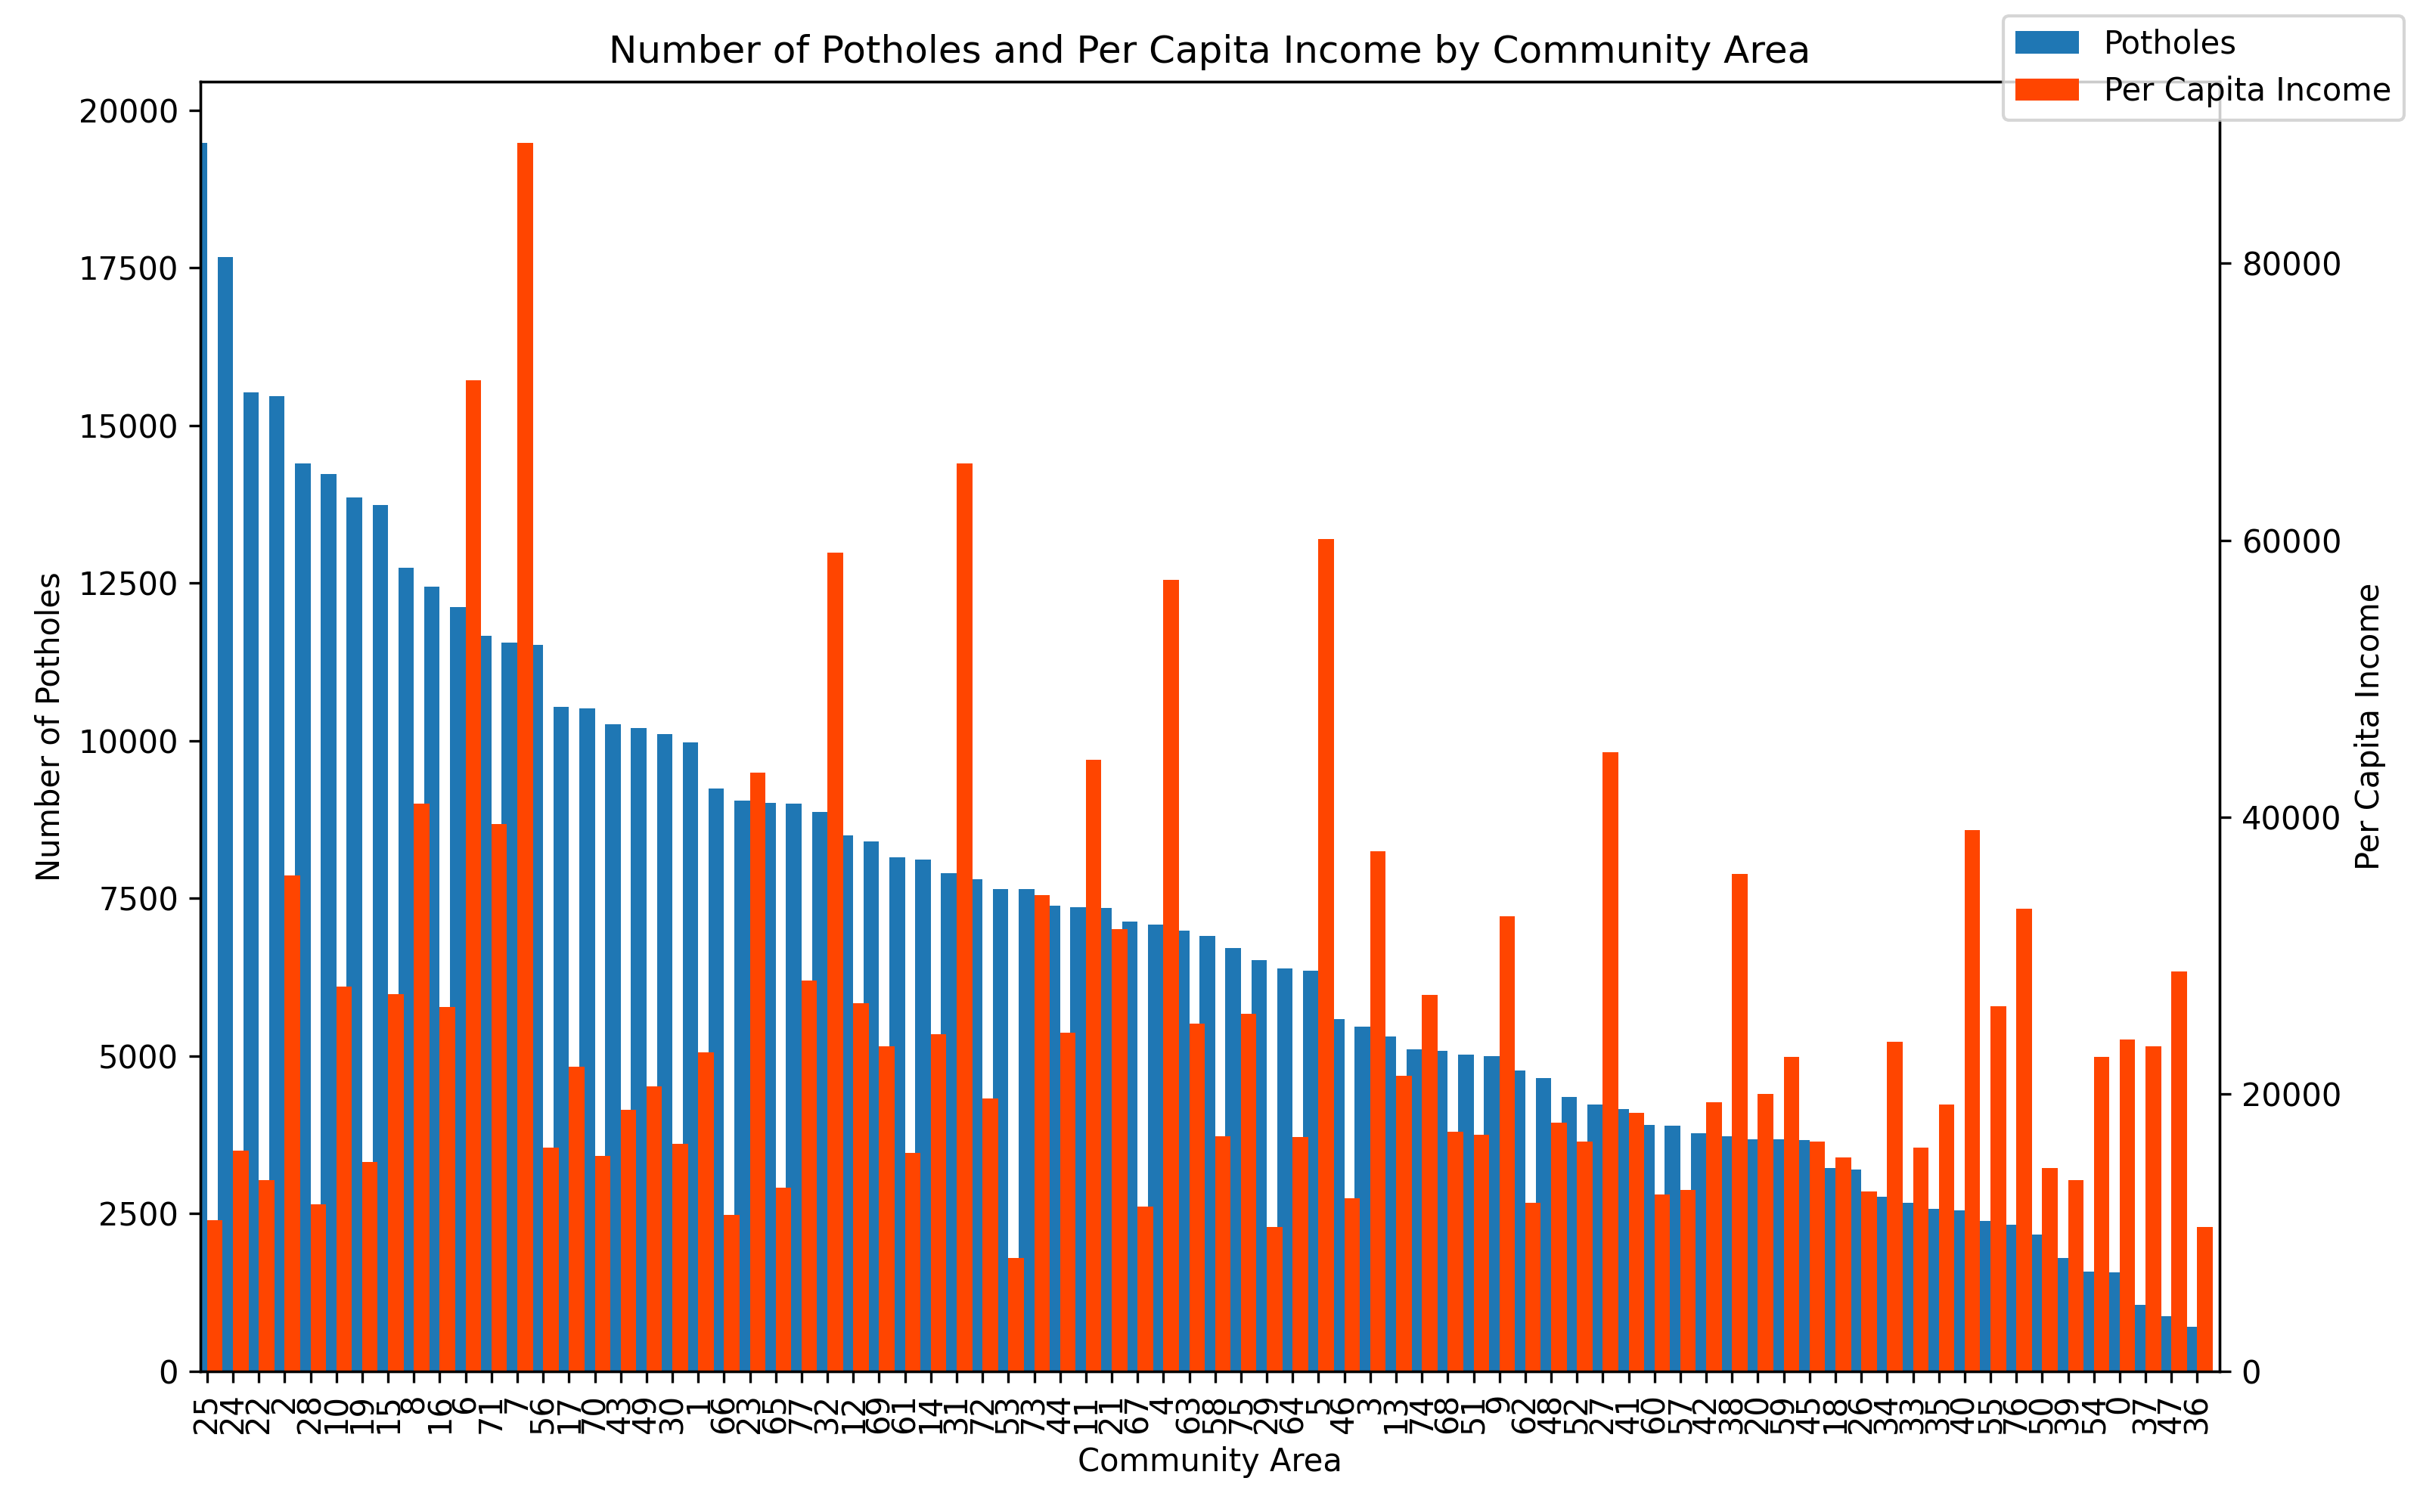 Number of Potholes and Per Capita Income by Community Area
Potholes
Per Capita Income
20000
17500
15000
12500
10000
7500
5000
2500
0
Number of Potholes
80000
60000
40000
20000
0
Per Capita Income
25 24 22 2 28 10 19 15 8 16 6 71 7 56 17 70 43 49 30 1 66 23 65 77 32 12 69 61 14 31 72 53 73 44 11 21 67 4 63 58 75 29 64 5 46 3 13 74 68 51 9 62 48 52 27 41 60 57 42 38 20 59 45 18 26 34 33 35 40 55 76 50 39 54 0 37 47 36
Community Area